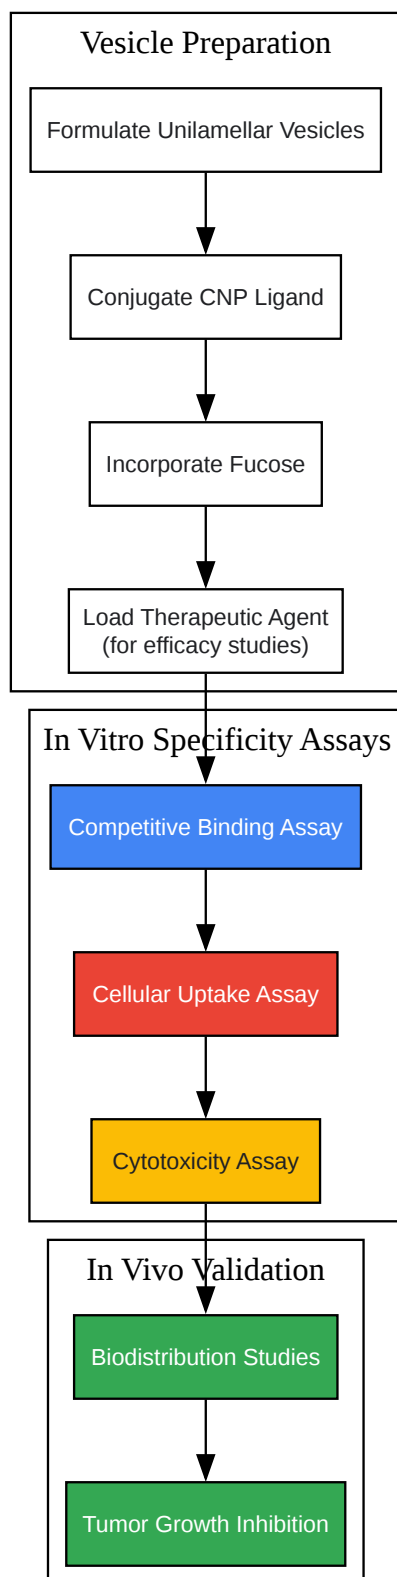 Vesicle Preparation
Formulate Unilamellar Vesicles
Conjugate CNP Ligand
Incorporate Fucose
Load Therapeutic Agent
(for efficacy studies)
In Vitro Specificity Assays
Competitive Binding Assay
Cellular Uptake Assay
Cytotoxicity Assay
In Vivo Validation
Biodistribution Studies
Tumor Growth Inhibition